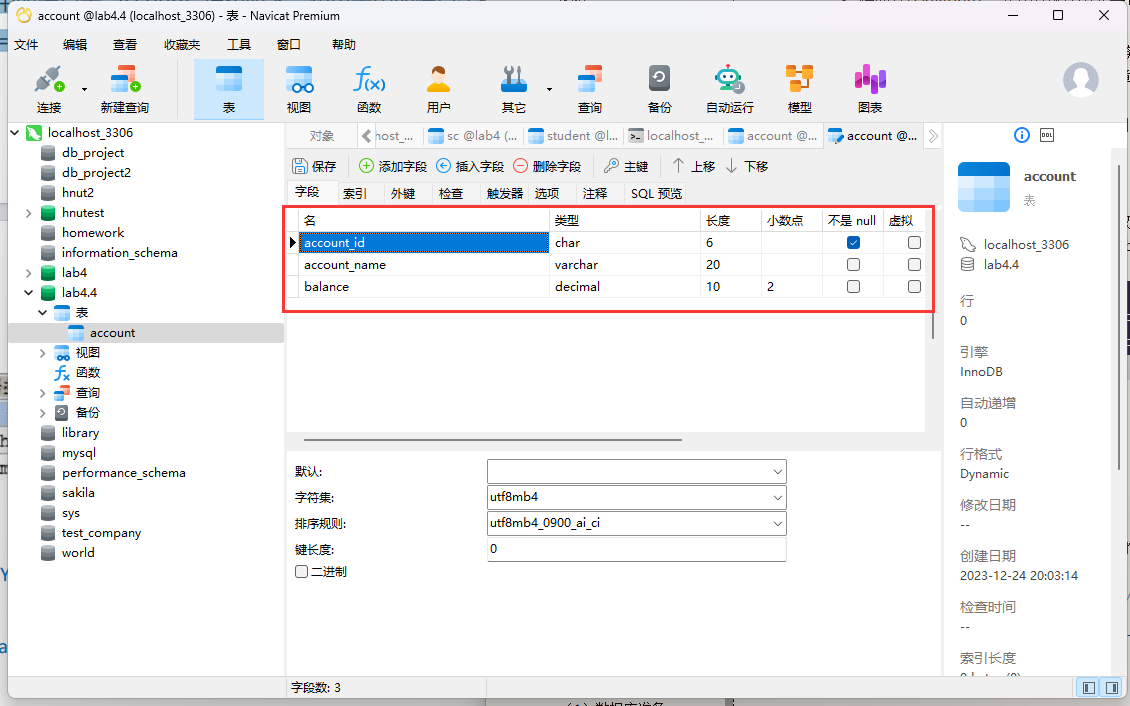 account @lab4.4 (localhost_3306) - 表 - Navicat Premium
文件 编辑 查看 收藏夹 工具 窗口 帮助
连接 新建查询 表 视图 函数 用户 其它 查询 备份 自动运行 模型 图表
localhost_3306
db_project
db_project2
hnut2
hnutest
homework
information_schema
lab4
lab4.4
表
account
视图
函数
查询
备份
library
mysql
performance_schema
sakila
sys
test_company
world
对象 host_... sc @lab4 (... student @l... localhost_... account @... account @...
保存 添加字段 插入字段 删除字段 主键 上移 下移
字段 索引 外键 检查 触发器 选项 注释 SQL 预览
名 类型 长度 小数点 不是 null 虚拟
account_id char 6
account_name varchar 20
balance decimal 10 2
默认:
字符集: utf8mb4
排序规则: utf8mb4_0900_ai_ci
键长度: 0
二进制
字段数: 3
DDL
account
表
localhost_3306
lab4.4
行
0
引擎
InnoDB
自动递增
0
行格式
Dynamic
修改日期
--
创建日期
2023-12-24 20:03:14
检查时间
--
索引长度